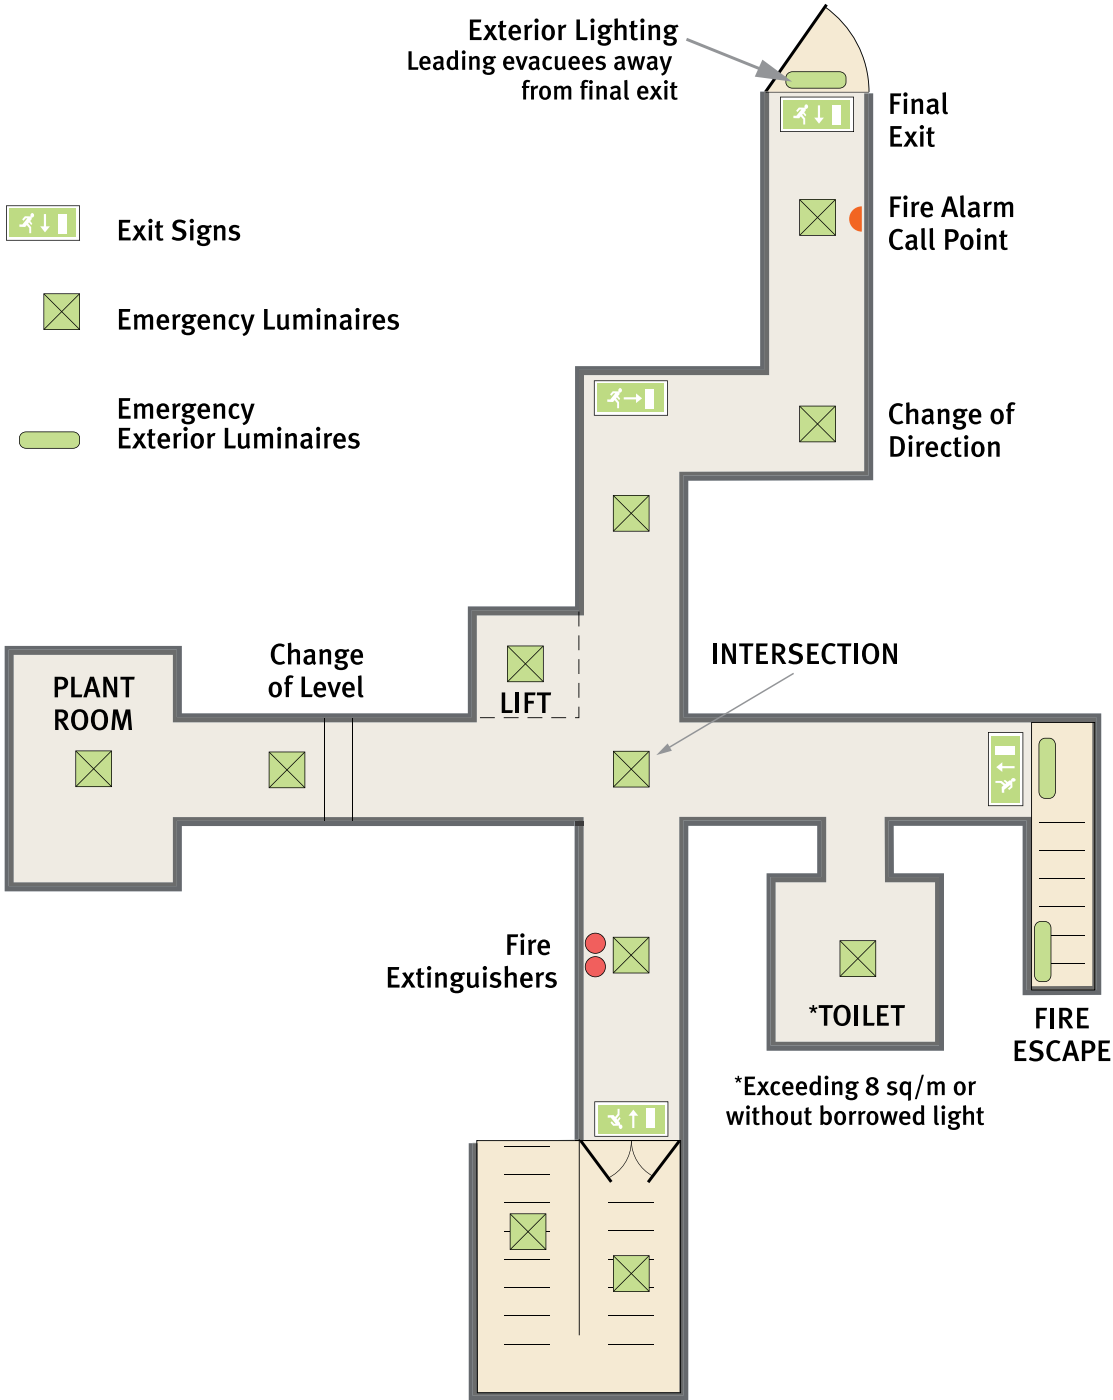 Exterior Lighting
Leading evacuees away
from final exit
Final
Exit
Exit Signs
Fire Alarm
Call Point
Emergency Luminaires
Emergency
Exterior Luminaires
Change of
Direction
Change
of Level
INTERSECTION
PLANT
ROOM
LIFT
Fire
Extinguishers
*TOILET
FIRE
ESCAPE
*Exceeding 8 sq/m or
without borrowed light